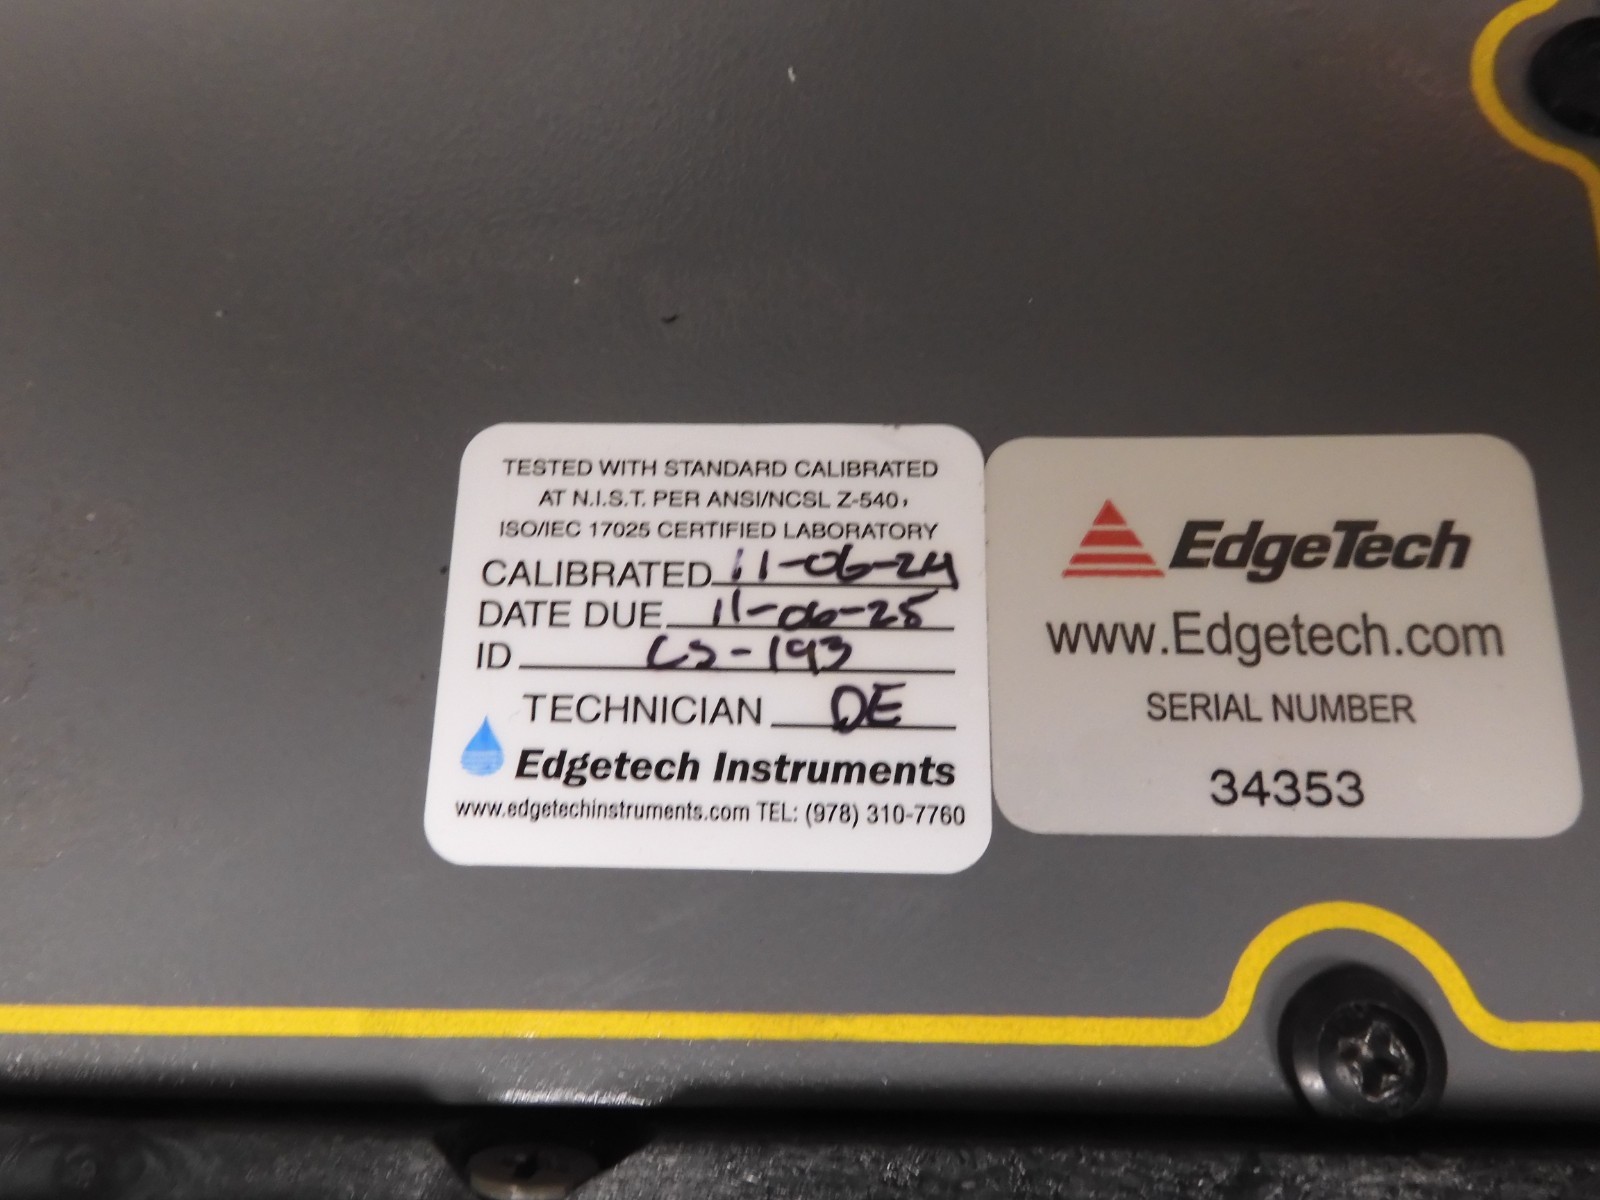 TESTED WITH STANDARD CALIBRATED
AT N.I.S.T. PER ANSI/NCSL Z-540,
ISO/IEC 17025 CERTIFIED LABORATORY
CALIBRATED 11-06-24
DATE DUE 11-06-25
ID CS-193
TECHNICIAN DE
Edgetech Instruments
www.edgetechinstruments.com TEL: (978) 310-7760
EdgeTech
www.Edgetech.com
SERIAL NUMBER
34353